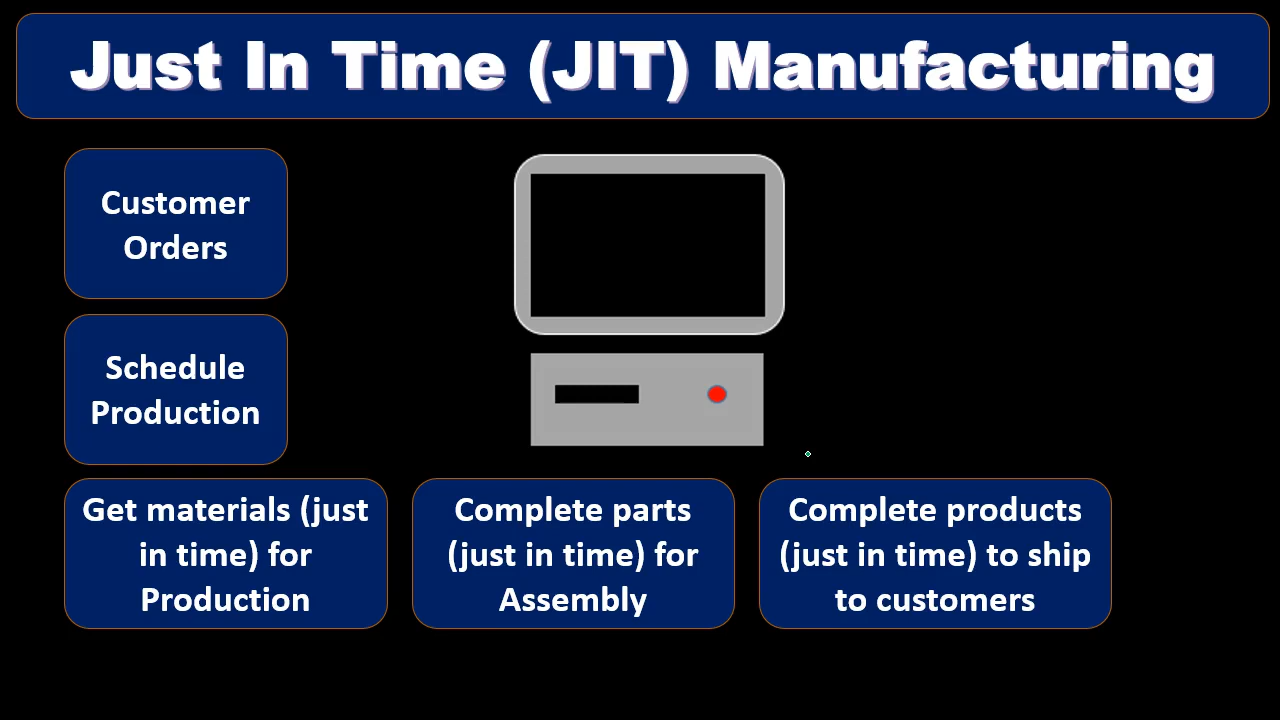 Just In Time (JIT) Manufacturing
Customer
Orders
Schedule
Production
Get materials (just
in time) for
Production
Complete parts
(just in time) for
Assembly
Complete products
(just in time) to ship
to customers